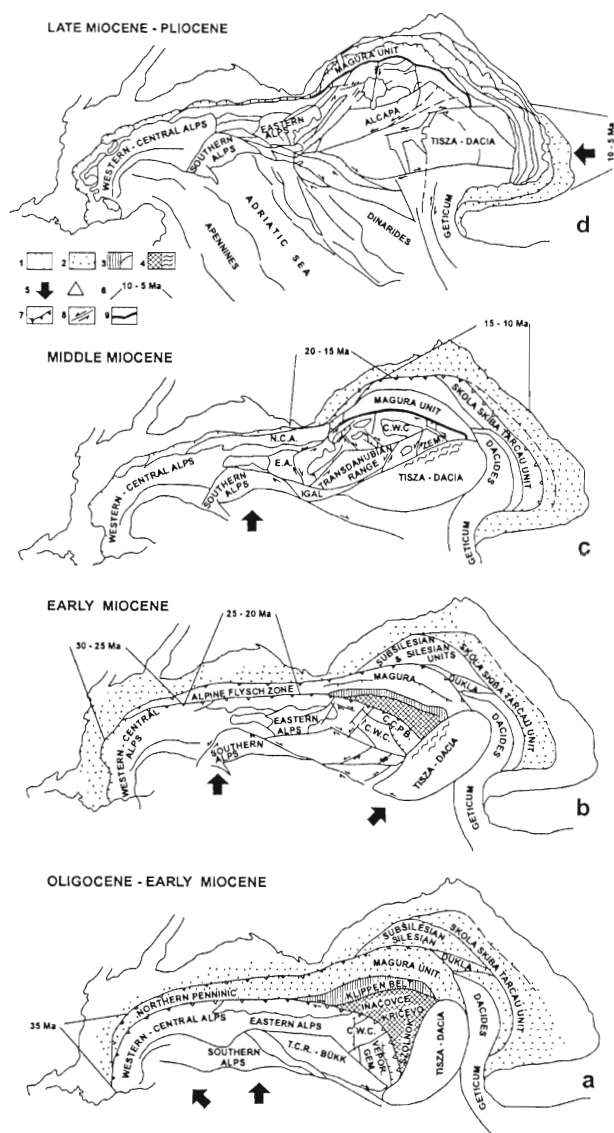 LATE MIOCENE - PLIOCENE
MAGURA UNIT
ALCAPA
EASTERN
ALPS
TISZA - DACIA
WESTERN - CENTRAL ALPS
SOUTHERN
ALPS
10 - 5 Ma
ADRIATIC SEA
APENNINES
DINARIDES
GETICUM
d
1 2 3 4
5 6 10 - 5 Ma
7 8 9
MIDDLE MIOCENE
20 - 15 Ma
15 - 10 Ma
MAGURA UNIT
SKOLA SKIBA TARCAU UNIT
N.C.A.
C.W.C
E.A.
TRANSDANUBIAN
RANGE
ZEMP.
DACIDES
TISZA - DACIA
WESTERN - CENTRAL ALPS
SOUTHERN
ALPS
IGAL
GETICUM
c
EARLY MIOCENE
25 - 20 Ma
30 - 25 Ma
SUBSILESIAN
& SILESIAN
UNITS
SKOLA SKIBA TARCAU UNIT
ALPINE FLYSCH ZONE
MAGURA
DUKLA
DACIDES
WESTERN - CENTRAL
ALPS
EASTERN
ALPS
C.C.P.B.
C.W.C.
SOUTHERN
ALPS
TISZA - DACIA
GETICUM
b
OLIGOCENE - EARLY MIOCENE
SUBSILESIAN
SILESIAN
SKOLA SKIBA TARCAU UNIT
DUKLA
MAGURA UNIT
NORTHERN PENNINIC
KLIPPEN BELT
35 Ma
IŇAČOVCE
KRIČEVO
SZOLNOK
WESTERN - CENTRAL ALPS
EASTERN ALPS
C.W.C.
VEPOR
GEM.
T.C.R. - BÜKK
SOUTHERN
ALPS
TISZA - DACIA
DACIDES
GETICUM
a